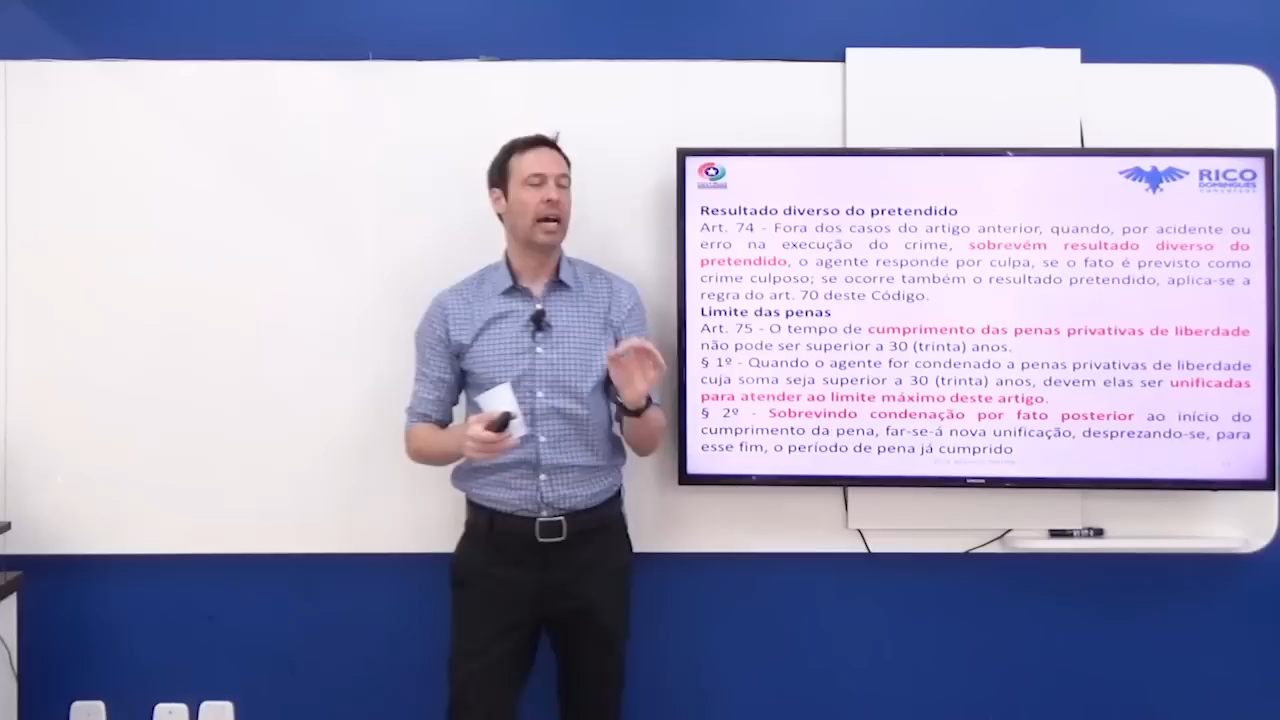 RICO
DOMINGUES
CONCURSOS
Resultado diverso do pretendido
Art. 74 - Fora dos casos do artigo anterior, quando, por acidente ou
erro na execução do crime, sobrevém resultado diverso do
pretendido, o agente responde por culpa, se o fato é previsto como
crime culposo; se ocorre também o resultado pretendido, aplica-se a
regra do art. 70 deste Código.
Limite das penas
Art. 75 - O tempo de cumprimento das penas privativas de liberdade
não pode ser superior a 30 (trinta) anos.
§ 1º - Quando o agente for condenado a penas privativas de liberdade
cuja soma seja superior a 30 (trinta) anos, devem elas ser unificadas
para atender ao limite máximo deste artigo.
§ 2º - Sobrevindo condenação por fato posterior ao início do
cumprimento da pena, far-se-á nova unificação, desprezando-se, para
esse fim, o período de pena já cumprido